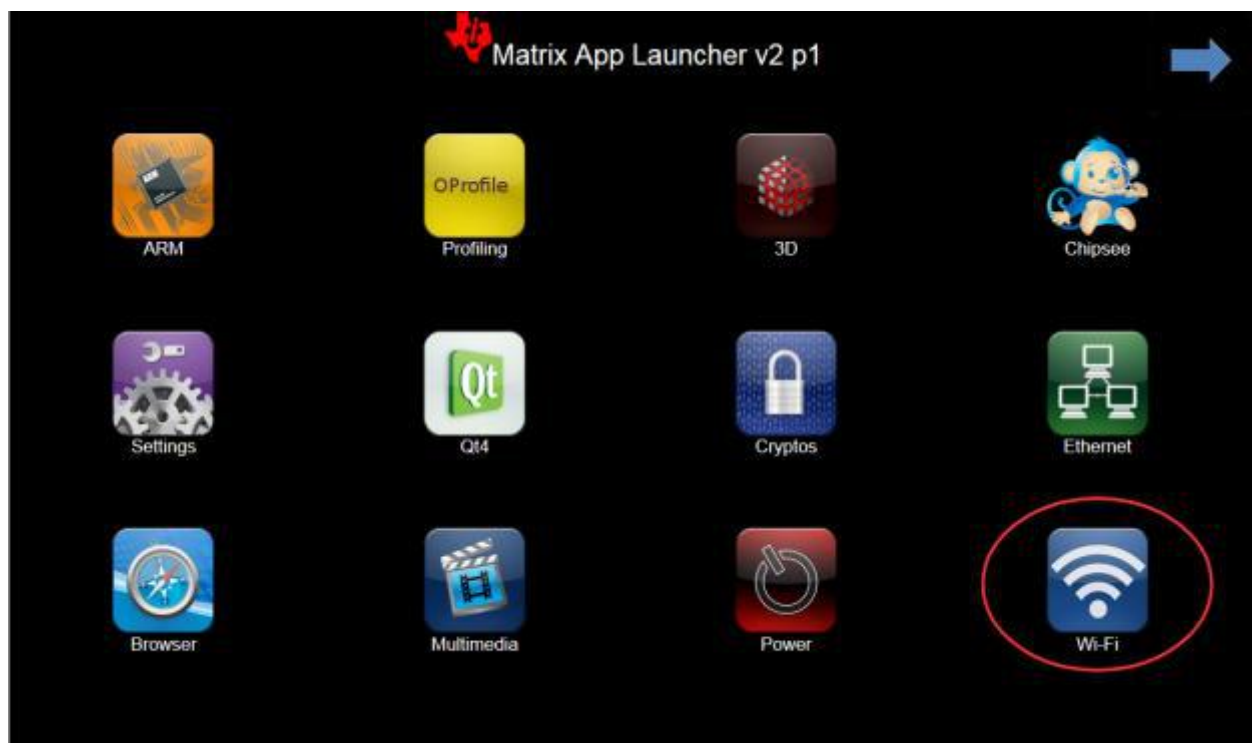 Matrix App Launcher v2 p1
OProfile
ARM
Profiling
3D
Chipsee
Qt
Settings
Qt4
Cryptos
Ethernet
Browser
Multimedia
Power
Wi-Fi